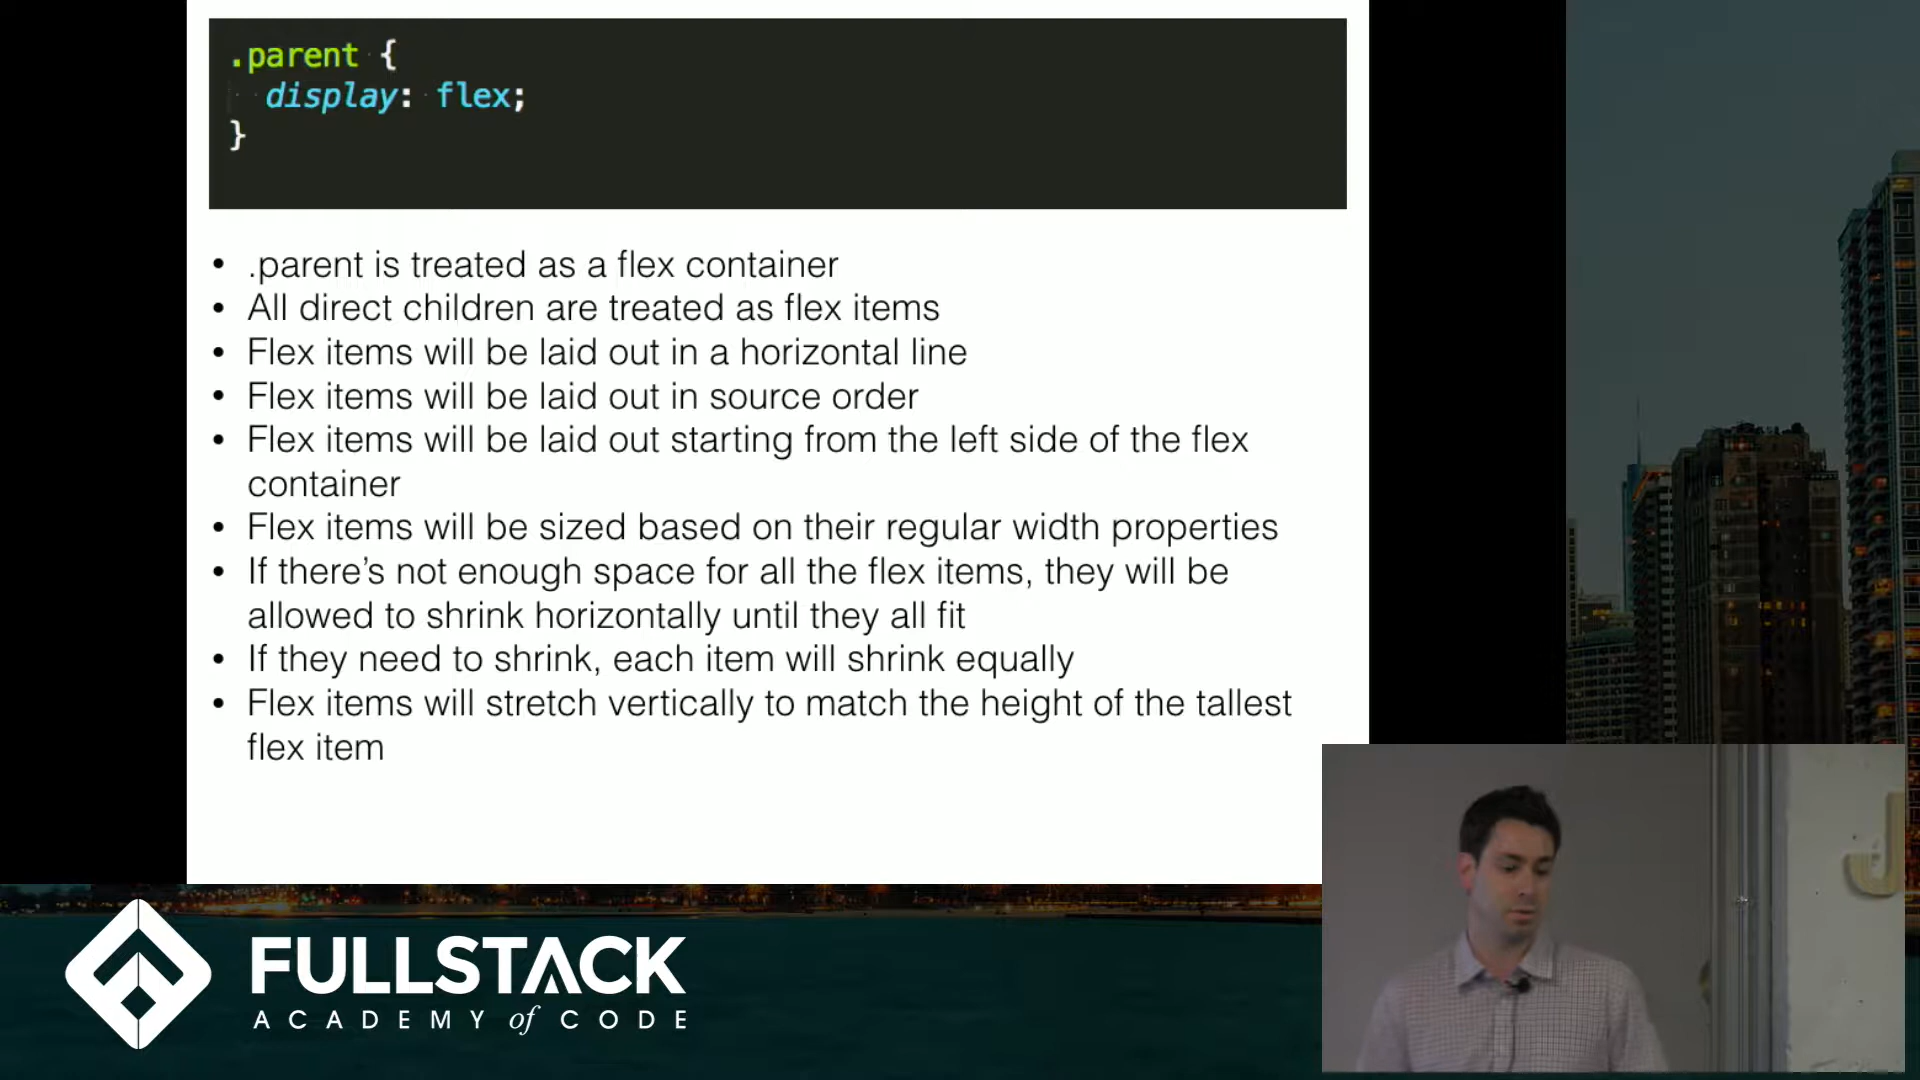 .parent {
display: flex;
}
• .parent is treated as a flex container
• All direct children are treated as flex items
• Flex items will be laid out in a horizontal line
• Flex items will be laid out in source order
• Flex items will be laid out starting from the left side of the flex
container
• Flex items will be sized based on their regular width properties
• If there’s not enough space for all the flex items, they will be
allowed to shrink horizontally until they all fit
• If they need to shrink, each item will shrink equally
• Flex items will stretch vertically to match the height of the tallest
flex item
J
FULLSTACK
ACADEMY of CODE